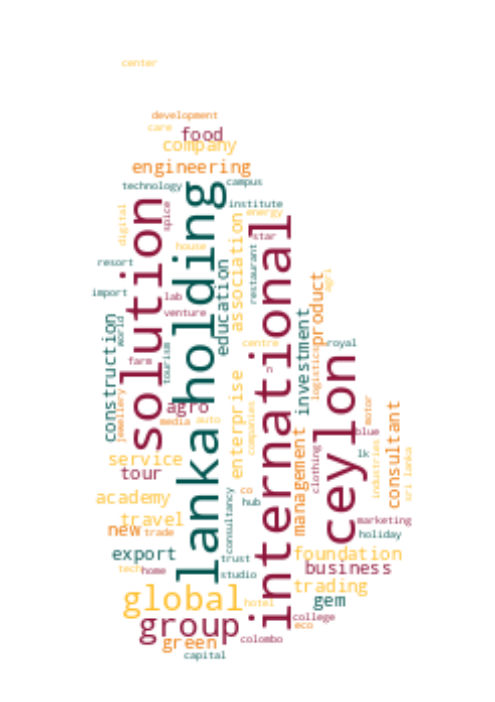 center
development
care
food
company
engineering
technology
campus
solution
lanka
holding
spice
digital
institute
energy
association
international
star
house
restaurant
resort
education
product
agri
import
lab
venture
investment
construction
world
tourism
farm
centre
royal
logistics
n
ceylon
jewellery
agro
media
auto
enterprise
companies
management
motor
consultant
blue
service
tour
clothing
lk
industries
sri lanka
academy
consultancy
co
hub
travel
new
trade
marketing
holiday
export
tech
home
trust
studio
foundation
business
trading
global
hotel
gem
group
college
eco
green
colombo
capital